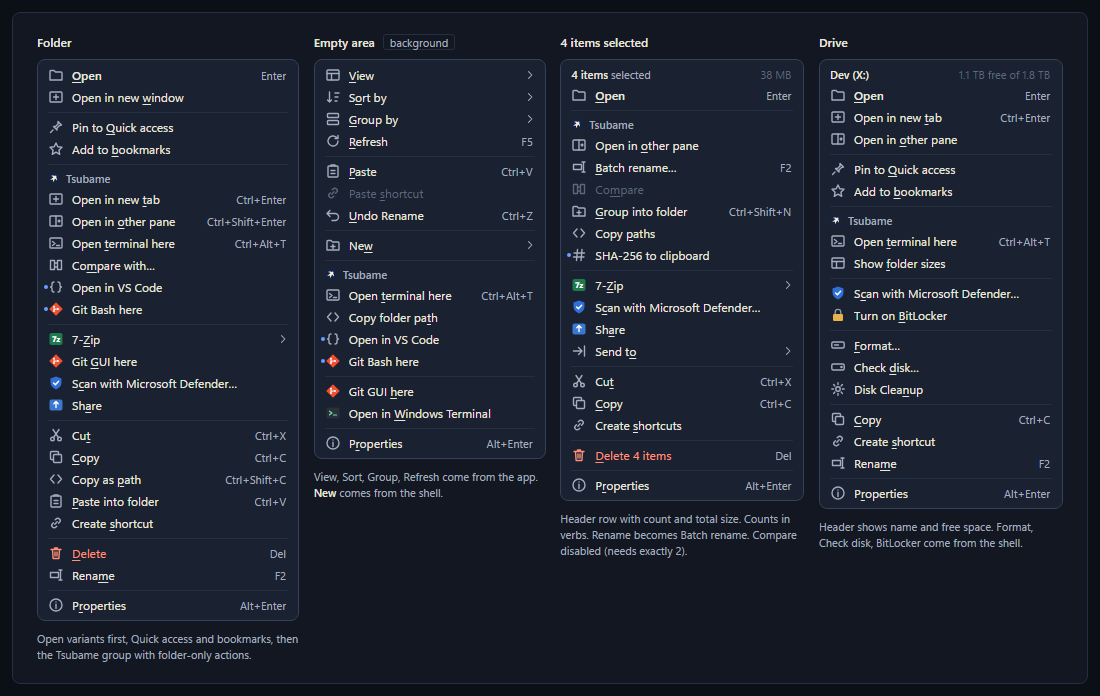 Folder
Open Enter
Open in new window
Pin to Quick access
Add to bookmarks
Tsubame
Open in new tab Ctrl+Enter
Open in other pane Ctrl+Shift+Enter
Open terminal here Ctrl+Alt+T
Compare with...
Open in VS Code
Git Bash here
7z 7-Zip
Git GUI here
Scan with Microsoft Defender...
Share
Cut Ctrl+X
Copy Ctrl+C
Copy as path Ctrl+Shift+C
Paste into folder Ctrl+V
Create shortcut
Delete Del
Rename F2
Properties Alt+Enter
Open variants first, Quick access and bookmarks, then
the Tsubame group with folder-only actions.
Empty area background
View
Sort by
Group by
Refresh F5
Paste Ctrl+V
Paste shortcut
Undo Rename Ctrl+Z
New
Tsubame
Open terminal here Ctrl+Alt+T
Copy folder path
Open in VS Code
Git Bash here
Git GUI here
Open in Windows Terminal
Properties Alt+Enter
View, Sort, Group, Refresh come from the app.
New comes from the shell.
4 items selected
4 items selected 38 MB
Open Enter
Tsubame
Open in other pane
Batch rename... F2
Compare
Group into folder Ctrl+Shift+N
Copy paths
SHA-256 to clipboard
7z 7-Zip
Scan with Microsoft Defender...
Share
Send to
Cut Ctrl+X
Copy Ctrl+C
Create shortcuts
Delete 4 items Del
Properties Alt+Enter
Header row with count and total size. Counts in
verbs. Rename becomes Batch rename. Compare
disabled (needs exactly 2).
Drive
Dev (X:) 1.1 TB free of 1.8 TB
Open Enter
Open in new tab Ctrl+Enter
Open in other pane
Pin to Quick access
Add to bookmarks
Tsubame
Open terminal here Ctrl+Alt+T
Show folder sizes
Scan with Microsoft Defender...
Turn on BitLocker
Format...
Check disk...
Disk Cleanup
Copy Ctrl+C
Create shortcut
Rename F2
Properties Alt+Enter
Header shows name and free space. Format,
Check disk, BitLocker come from the shell.